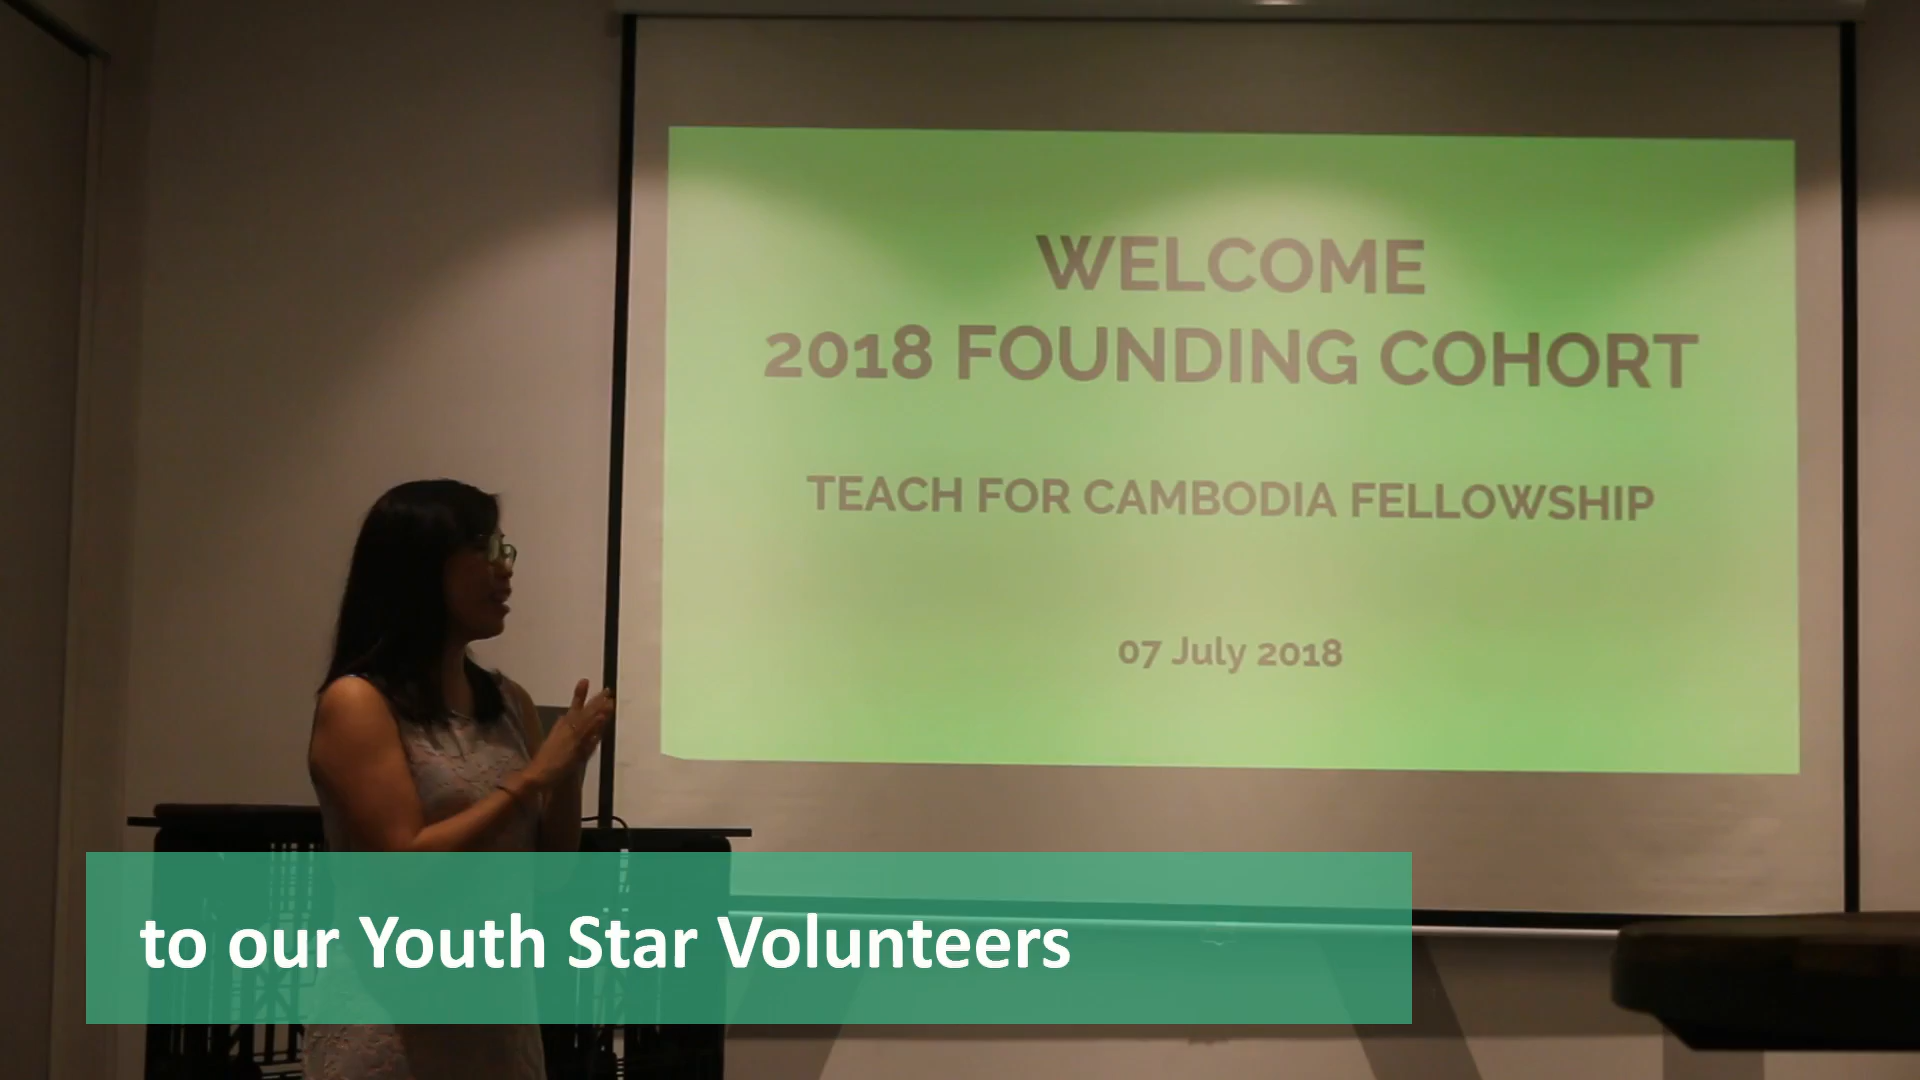 WELCOME
2018 FOUNDING COHORT
TEACH FOR CAMBODIA FELLOWSHIP
07 July 2018
to our Youth Star Volunteers